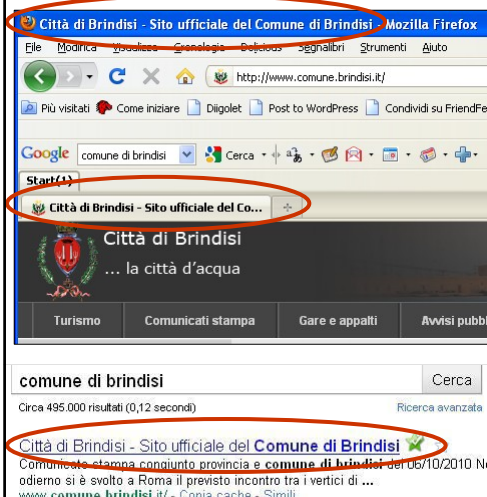 Città di Brindisi - Sito ufficiale del Comune di Brindisi - Mozilla Firefox
File Modifica Visualizza Cronologia Delicious Segnalibri Strumenti Aiuto
http://www.comune.brindisi.it/
Più visitati Come iniziare Diigolet Post to WordPress Condividi su FriendFe
Google comune di brindisi Cerca
Start(1)
Città di Brindisi - Sito ufficiale del Co...
Città di Brindisi
... la città d'acqua
Turismo Comunicati stampa Gare e appalti Avvisi pubbl
comune di brindisi Cerca
Circa 495.000 risultati (0,12 secondi) Ricerca avanzata
Città di Brindisi - Sito ufficiale del Comune di Brindisi
Comunicato stampa congiunto provincia e comune di brindisi del 06/10/2010 N
odierno si è svolto a Roma il previsto incontro tra i vertici di ...
www.comune.brindisi.it/ - Copia cache - Simili